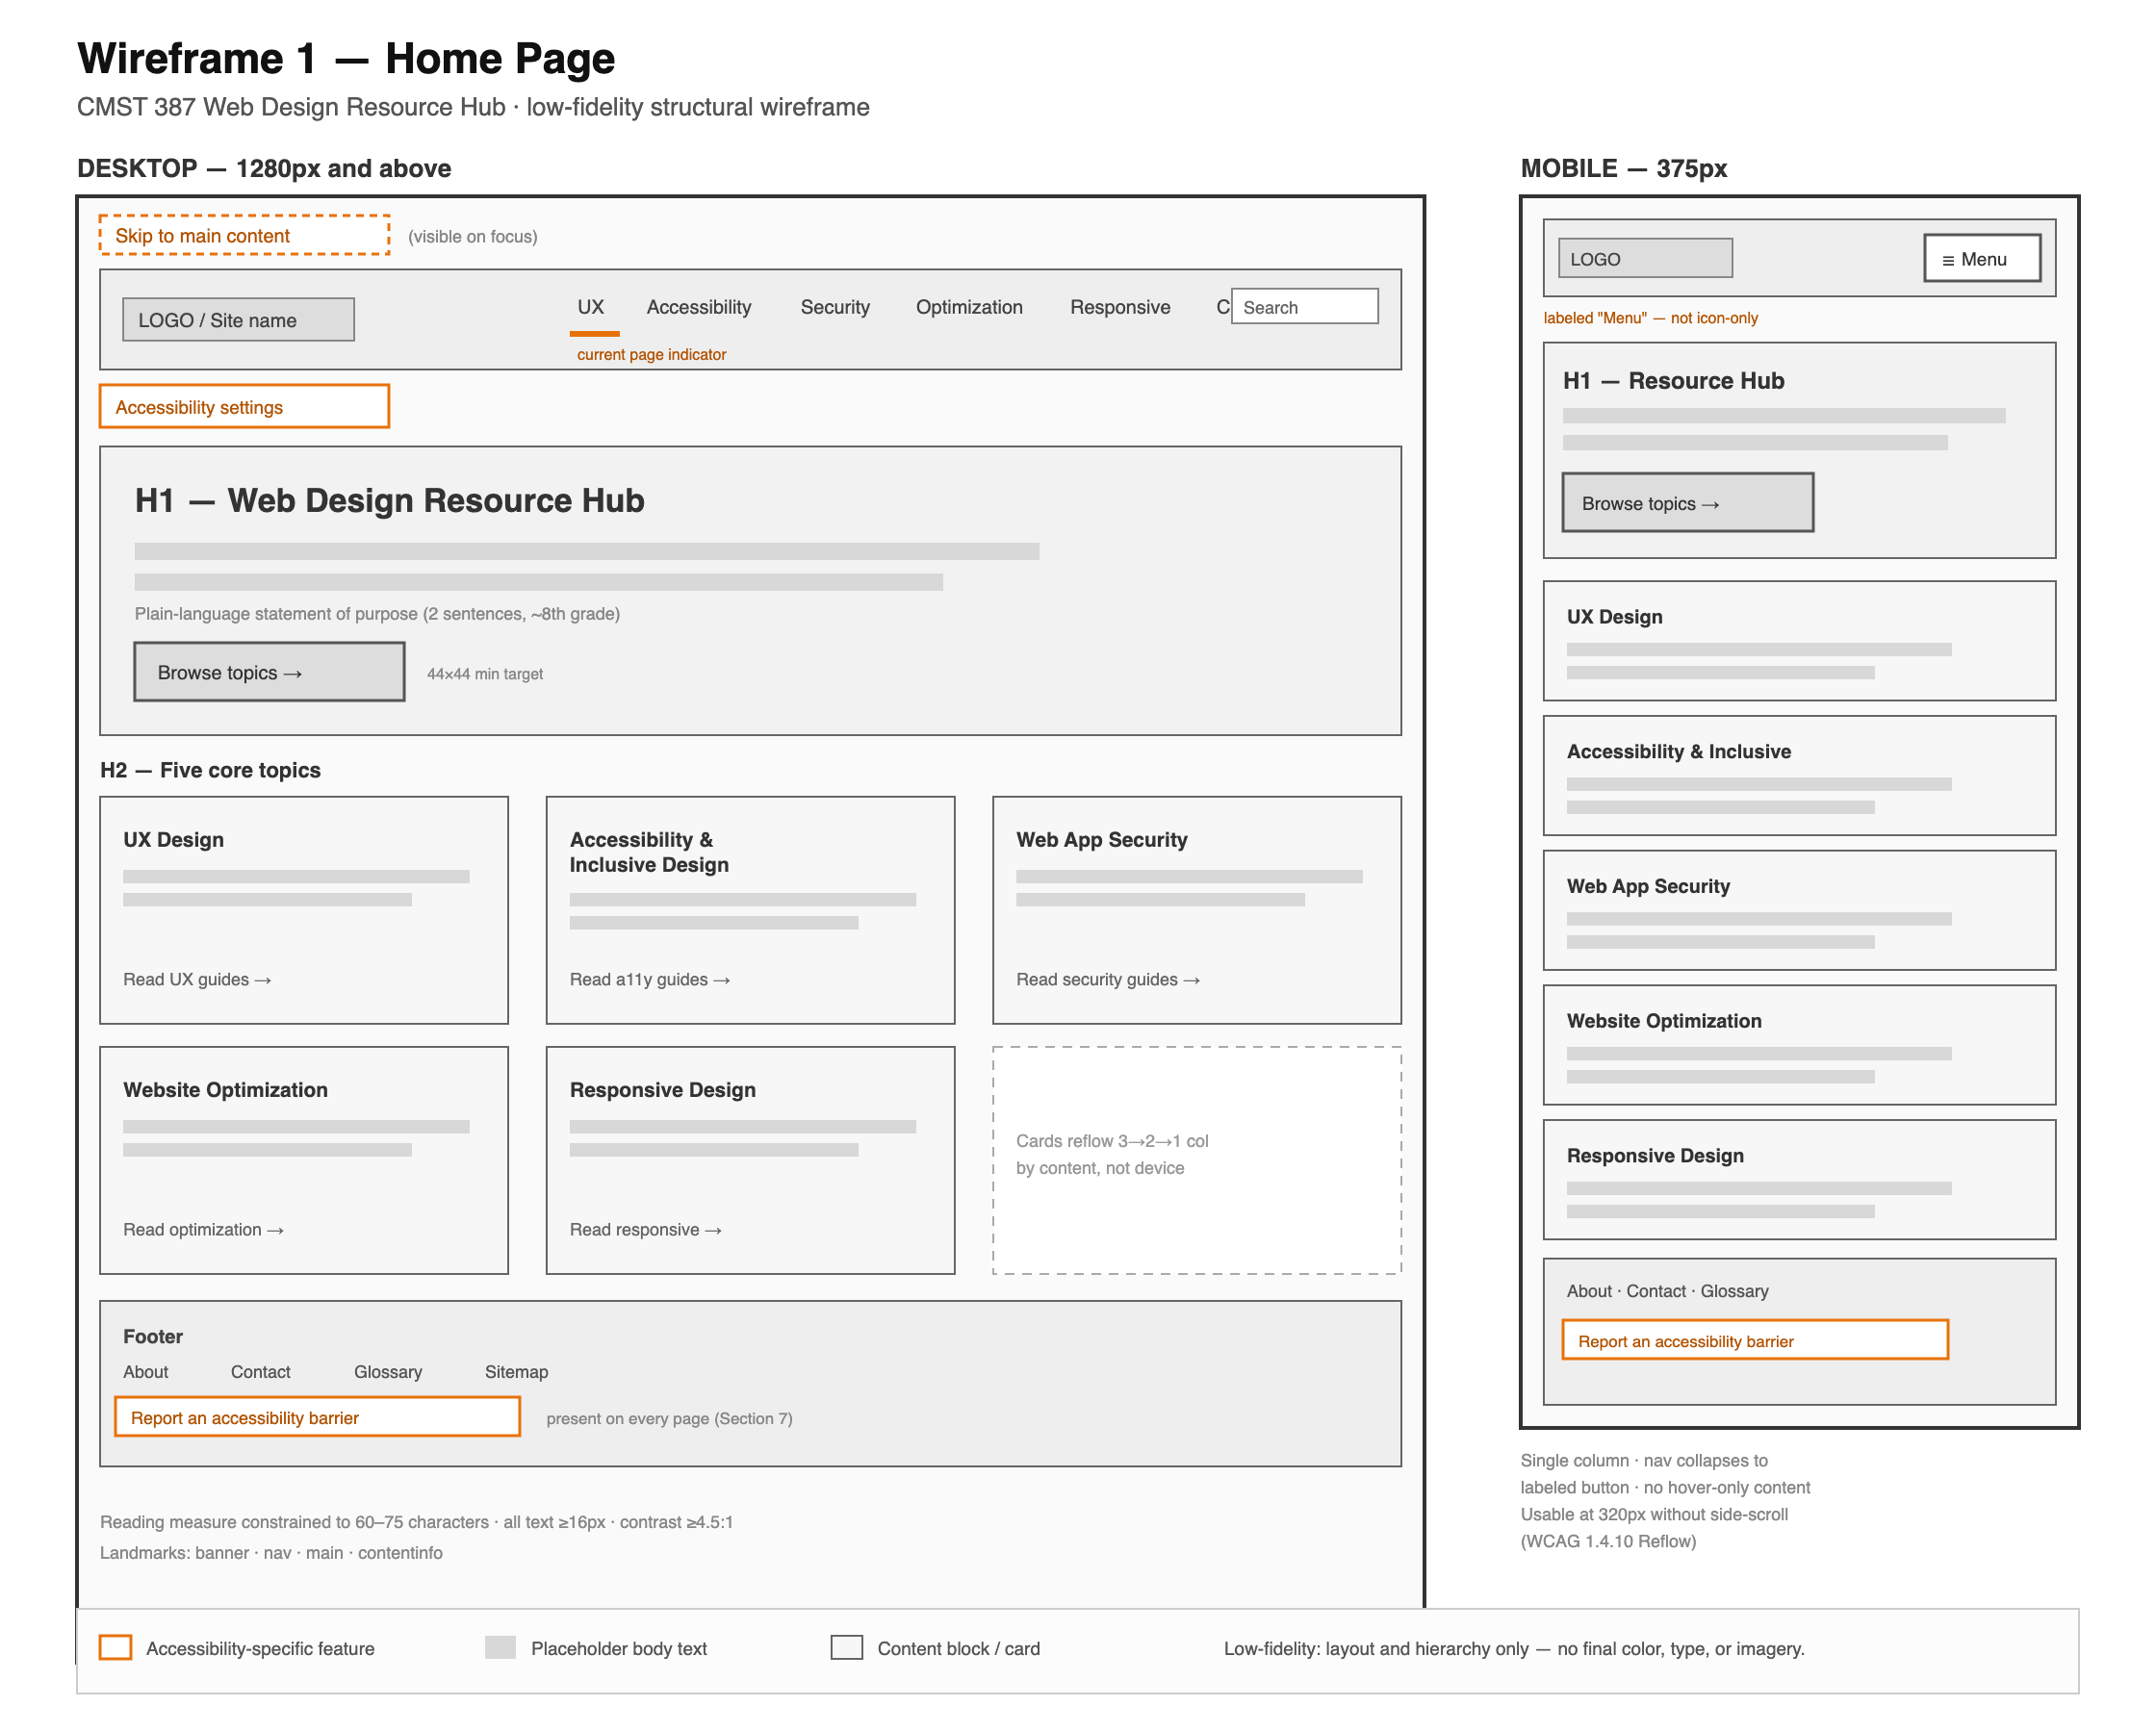 Wireframe 1 — Home Page
CMST 387 Web Design Resource Hub · low-fidelity structural wireframe
DESKTOP — 1280px and above
Skip to main content
(visible on focus)
LOGO / Site name
UX
Accessibility
Security
Optimization
Responsive
C
Search
current page indicator
Accessibility settings
H1 — Web Design Resource Hub
Plain-language statement of purpose (2 sentences, ~8th grade)
Browse topics →
44×44 min target
H2 — Five core topics
UX Design
Read UX guides →
Accessibility &
Inclusive Design
Read a11y guides →
Web App Security
Read security guides →
Website Optimization
Read optimization →
Responsive Design
Read responsive →
Cards reflow 3→2→1 col
by content, not device
Footer
About
Contact
Glossary
Sitemap
Report an accessibility barrier
present on every page (Section 7)
Reading measure constrained to 60–75 characters · all text ≥16px · contrast ≥4.5:1
Landmarks: banner · nav · main · contentinfo
MOBILE — 375px
LOGO
≡ Menu
labeled "Menu" — not icon-only
H1 — Resource Hub
Browse topics →
UX Design
Accessibility & Inclusive
Web App Security
Website Optimization
Responsive Design
About · Contact · Glossary
Report an accessibility barrier
Single column · nav collapses to
labeled button · no hover-only content
Usable at 320px without side-scroll
(WCAG 1.4.10 Reflow)
Accessibility-specific feature
Placeholder body text
Content block / card
Low-fidelity: layout and hierarchy only — no final color, type, or imagery.